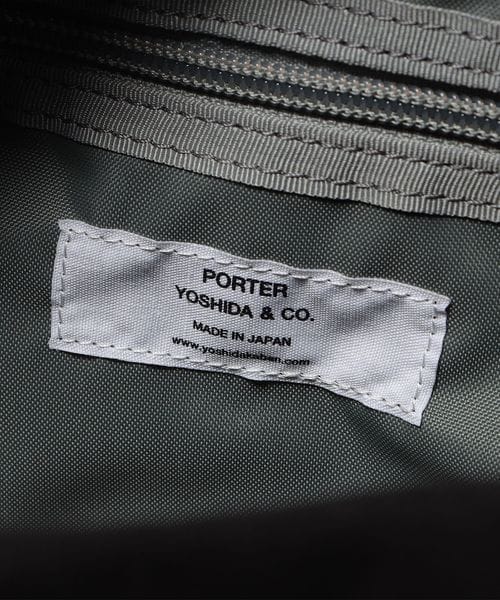 PORTER
YOSHIDA & CO.
MADE IN JAPAN
www.yoshidakaban.com